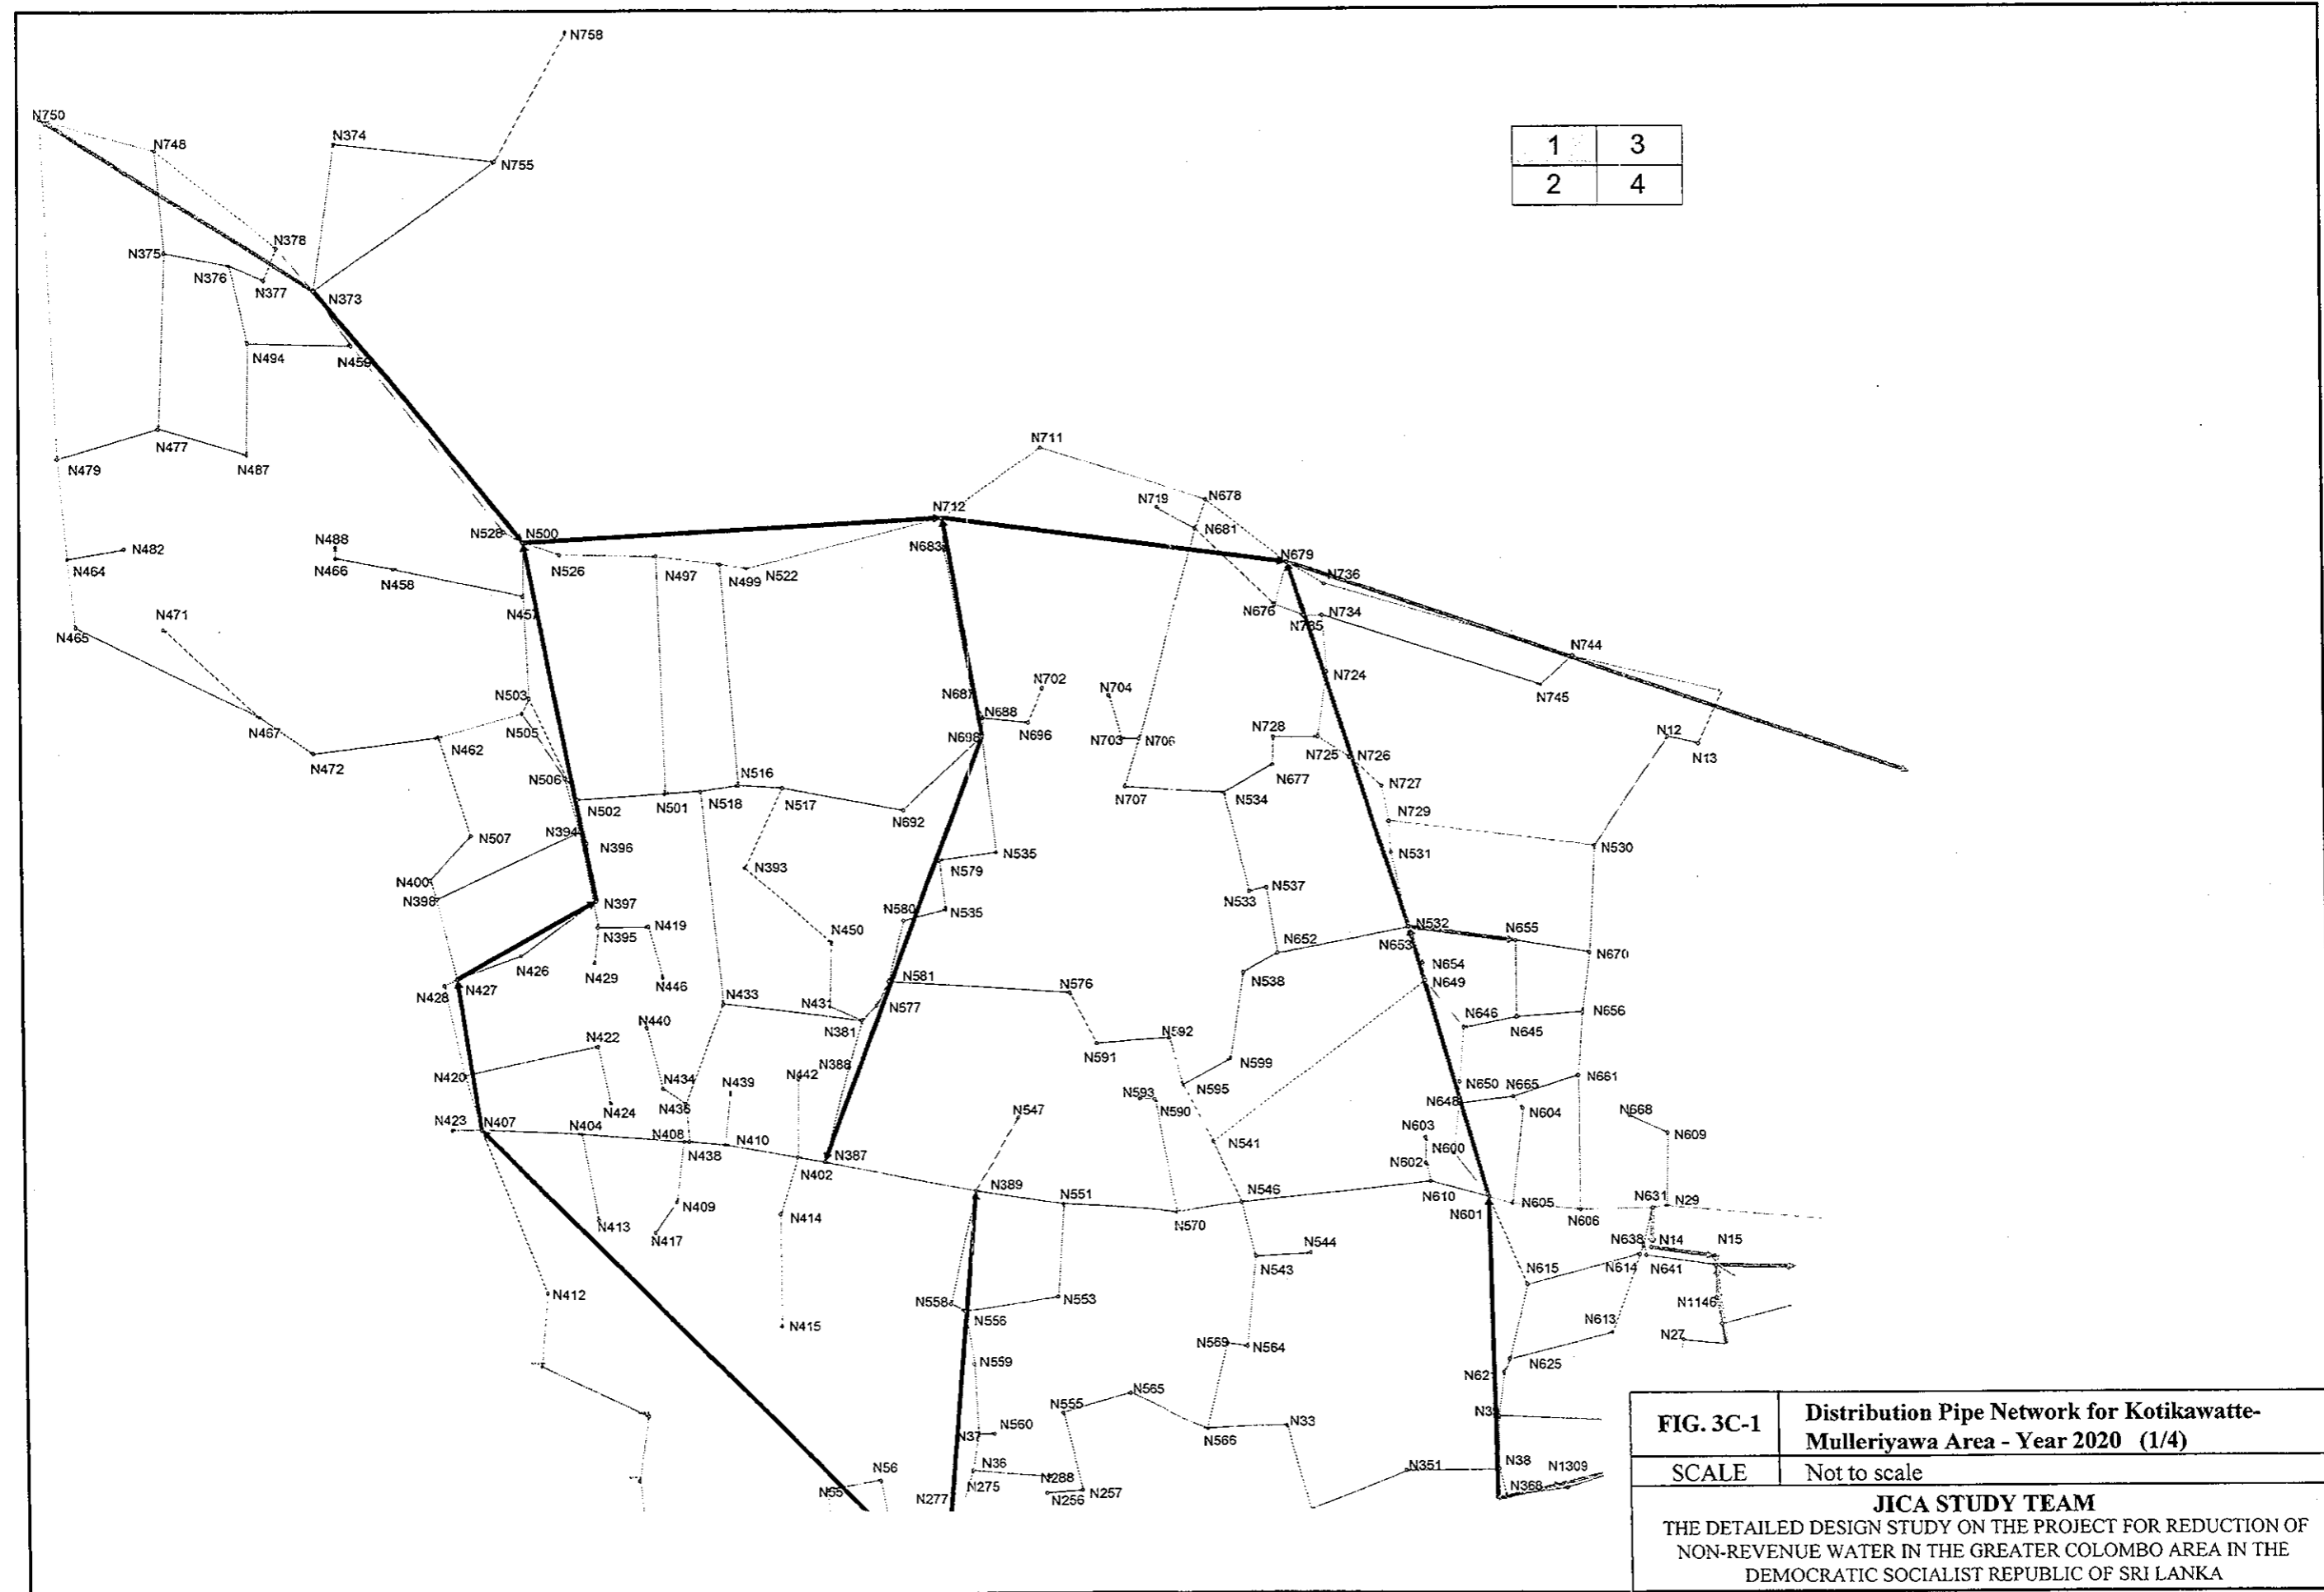 N758
N750
N748
N374
N755
1 3
2 4
N378
N375
N376
N377
N373
N494
N459
N477
N479
N487
N711
N719
N678
N712
N681
N528
N500
N683
N679
N488
N482
N526
N497
N499
N522
N736
N464
N466
N458
N676
N734
N457
N735
N471
N465
N744
N702
N704
N724
N687
N745
N503
N688
N467
N505
N462
N698
N696
N703
N706
N728
N725
N726
N12
N13
N472
N506
N516
N677
N727
N502
N501
N518
N517
N707
N534
N692
N729
N507
N394
N396
N530
N393
N579
N535
N531
N400
N398
N397
N537
N533
N580
N535
N419
N395
N450
N532
N655
N652
N653
N426
N429
N654
N670
N428
N427
N446
N581
N576
N538
N649
N433
N431
N577
N440
N381
N592
N646
N645
N656
N422
N591
N388
N599
N420
N442
N434
N439
N593
N595
N650
N665
N661
N424
N436
N590
N648
N604
N547
N668
N423
N407
N404
N408
N410
N603
N609
N438
N387
N541
N600
N402
N602
N389
N551
N546
N610
N631
N29
N409
N414
N570
N601
N605
N606
N413
N417
N638
N14
N15
N544
N543
N614
N641
N615
N412
N558
N553
N1146
N556
N415
N613
N27
N569
N564
N559
N625
N621
N565
N555
N560
N33
N37
N566
N36
N351
N38
N1309
N56
N288
N275
N368
N55
N277
N256
N257
FIG. 3C-1
Distribution Pipe Network for Kotikawatte-
Mulleriyawa Area - Year 2020 (1/4)
SCALE Not to scale
JICA STUDY TEAM
THE DETAILED DESIGN STUDY ON THE PROJECT FOR REDUCTION OF
NON-REVENUE WATER IN THE GREATER COLOMBO AREA IN THE
DEMOCRATIC SOCIALIST REPUBLIC OF SRI LANKA